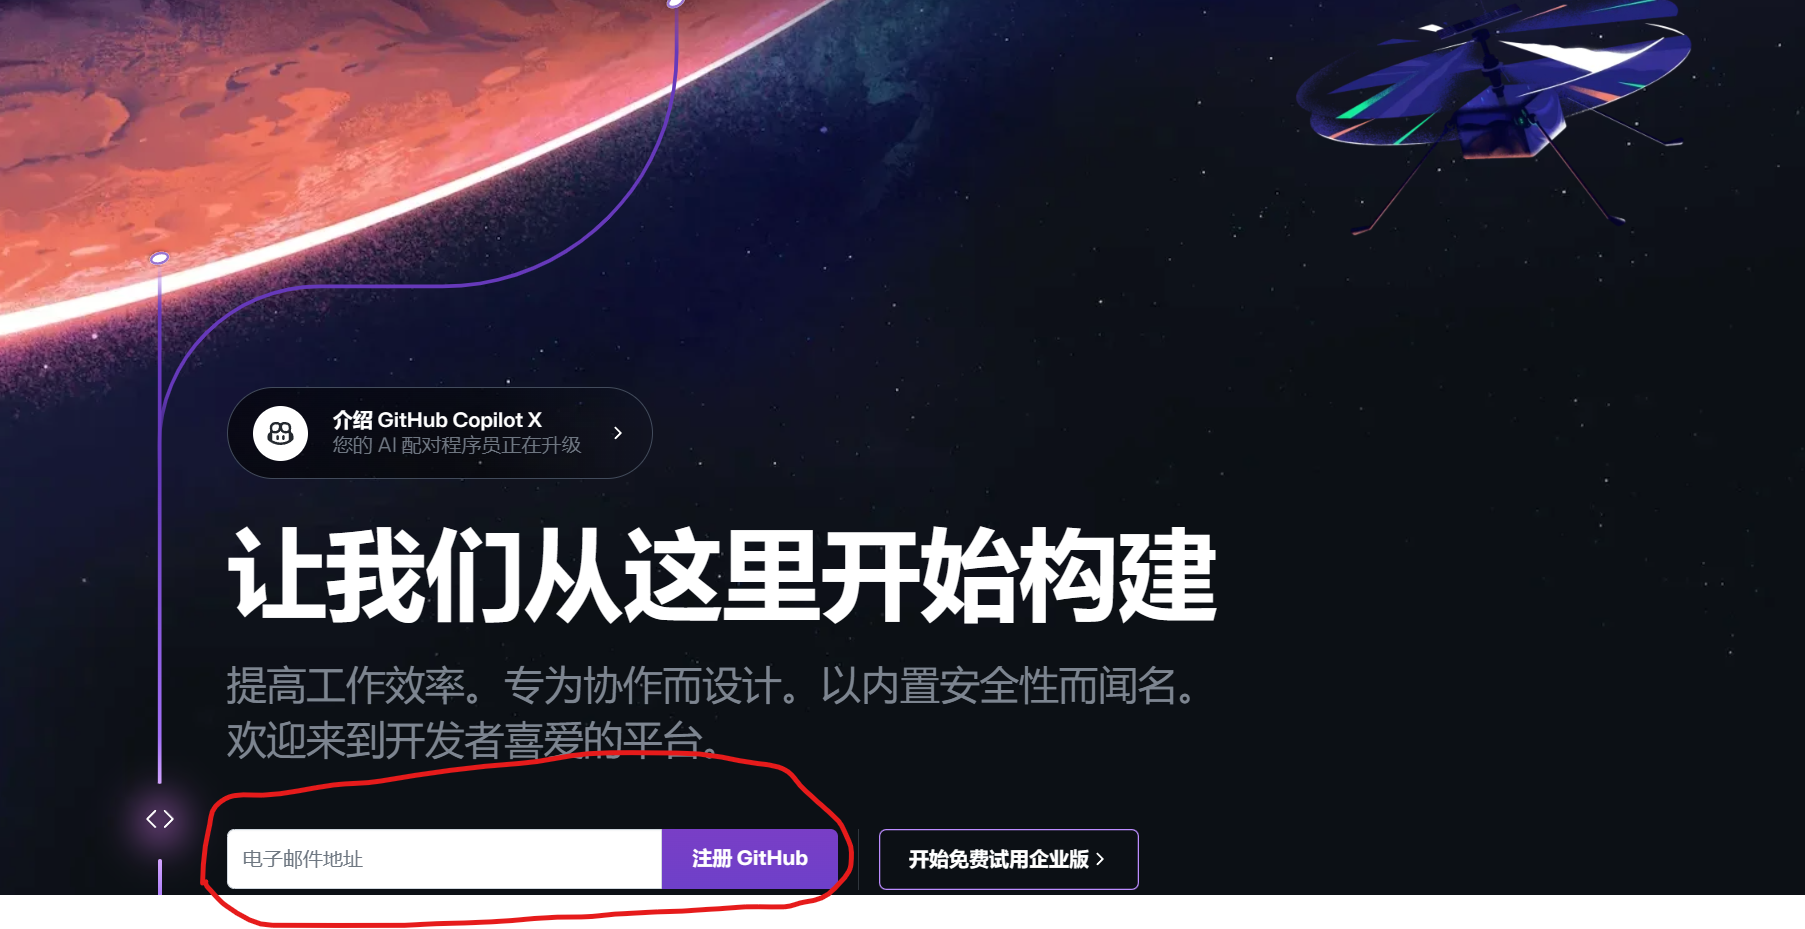 介绍 GitHub Copilot X
您的 AI 配对程序员正在升级
让我们从这里开始构建
提高工作效率。专为协作而设计。以内置安全性而闻名。
欢迎来到开发者喜爱的平台。
电子邮件地址
注册 GitHub
开始免费试用企业版